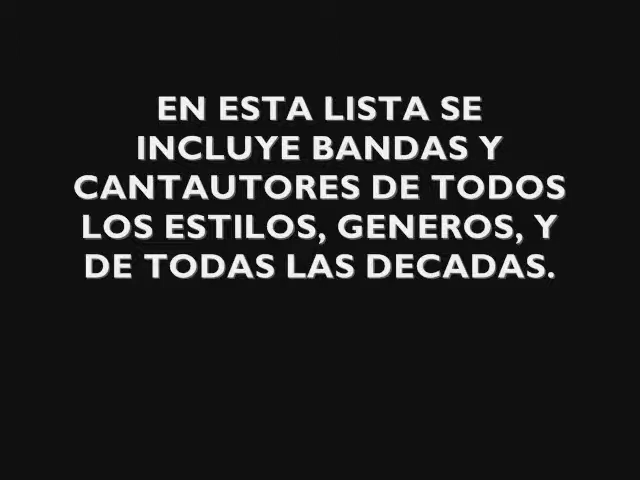 EN ESTA LISTA SE
INCLUYE BANDAS Y
CANTAUTORES DE TODOS
LOS ESTILOS, GENEROS, Y
DE TODAS LAS DECADAS.